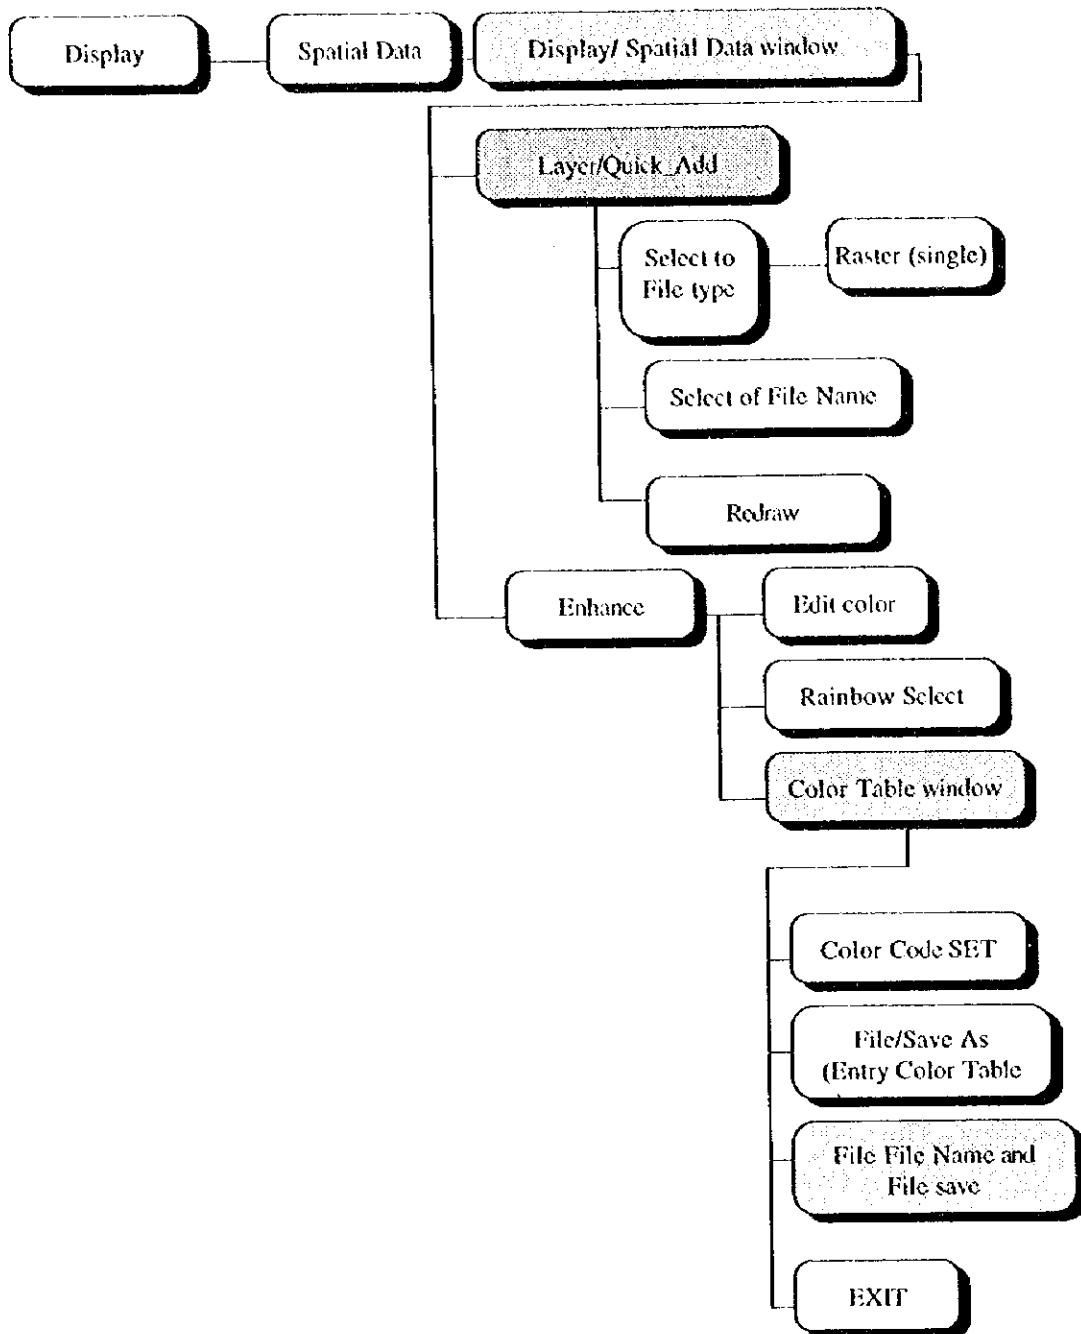 Display
Spatial Data
Display/ Spatial Data window
Layer/Quick_Add
Select to
File type
Raster (single)
Select of File Name
Redraw
Enhance
Edit color
Rainbow Select
Color Table window
Color Code SET
File/Save As
(Entry Color Table
File File Name and
File save
EXIT